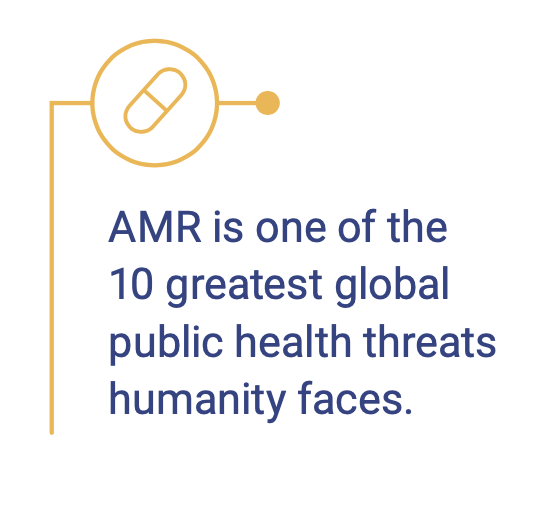 AMR is one of the
10 greatest global
public health threats
humanity faces.